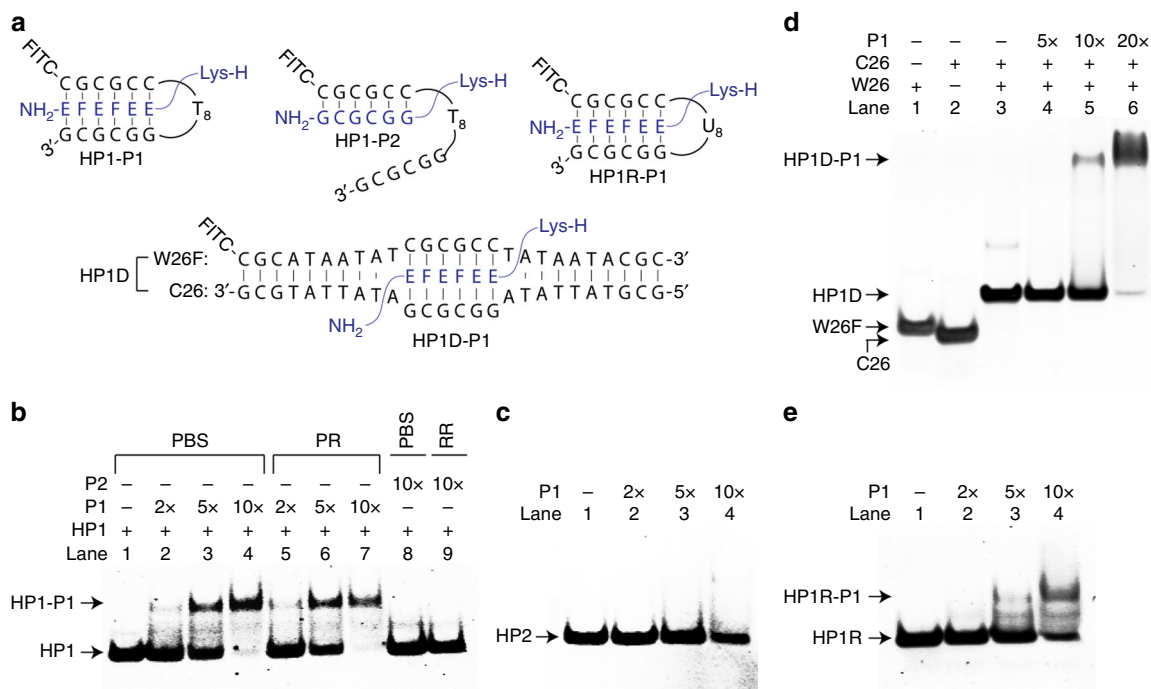 a
FITC
C G C G C C
Lys-H
NH2-E F E F E E
T8
3′-G C G C G G
HP1-P1
FITC
C G C G C C
Lys-H
NH2-G C G C G G
T8
HP1-P2
3′-G C G C G G
FITC
C G C G C C
Lys-H
NH2-E F E F E E
U8
3′-G C G C G G
HP1R-P1
FITC
Lys-H
HP1D
W26F:
C G C A T A A T A T C G C G C C T A T A A T A C G C-3′
E F E F E E
C26: 3′-G C G T A T T A T A G C G C G G A T A T T A T G C G-5′
NH2
HP1D-P1
d
P1 – – – 5× 10× 20×
C26 – + + + + +
W26 + – + + + +
Lane 1 2 3 4 5 6
HP1D-P1
HP1D
W26F
C26
b
PBS PR PBS RR
P2 – – – – – – – 10× 10×
P1 – 2× 5× 10× 2× 5× 10× – –
HP1 + + + + + + + + +
Lane 1 2 3 4 5 6 7 8 9
HP1-P1
HP1
c
P1 – 2× 5× 10×
Lane 1 2 3 4
HP2
e
P1 – 2× 5× 10×
Lane 1 2 3 4
HP1R-P1
HP1R